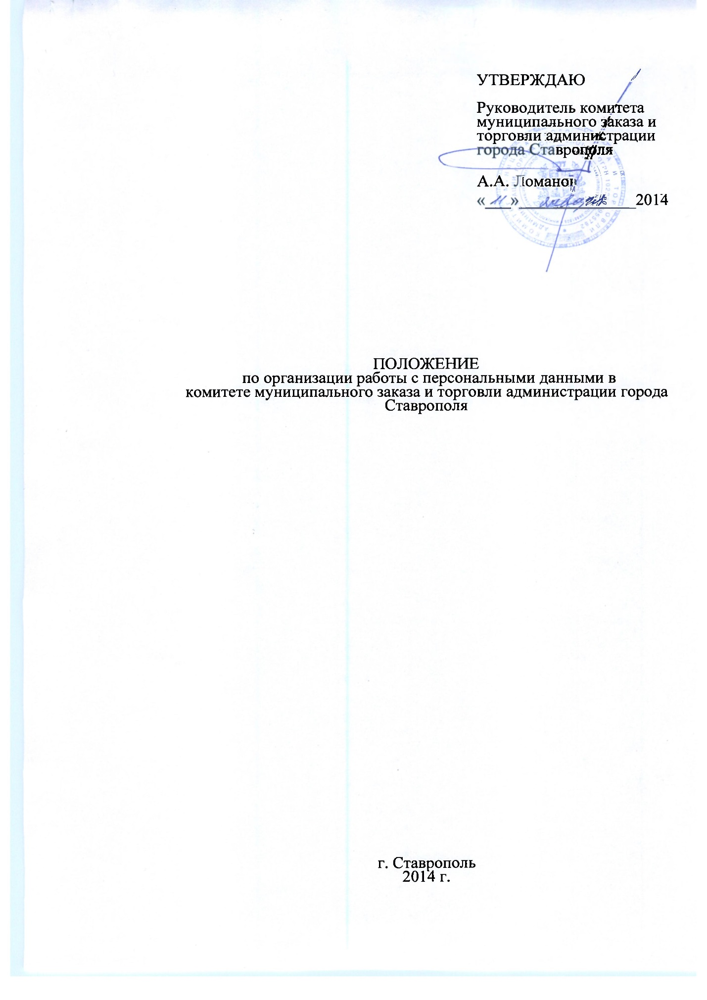 УТВЕРЖДАЮ
Руководитель комитета
муниципального заказа и
торговли администрации
города Ставрополя
А.А. Ломанов
«11» января 2014
ПОЛОЖЕНИЕ
по организации работы с персональными данными в
комитете муниципального заказа и торговли администрации города
Ставрополя
г. Ставрополь
2014 г.